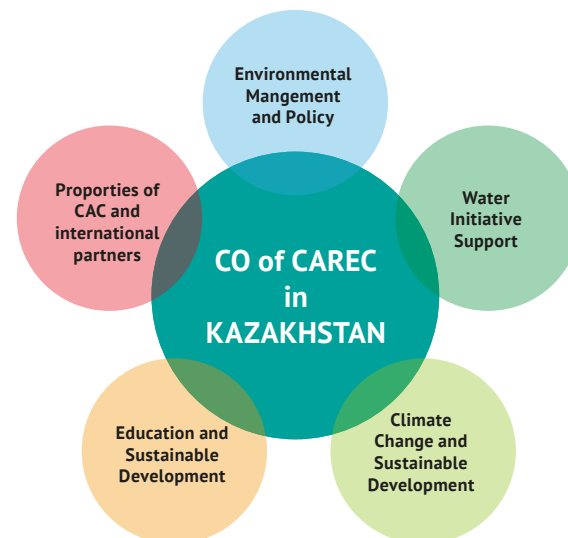 Environmental
Mangement
and Policy
Proporties of
CAC and
international
partners
Water
Initiative
Support
CO of CAREC
in
KAZAKHSTAN
Education and
Sustainable
Development
Climate
Change and
Sustainable
Development